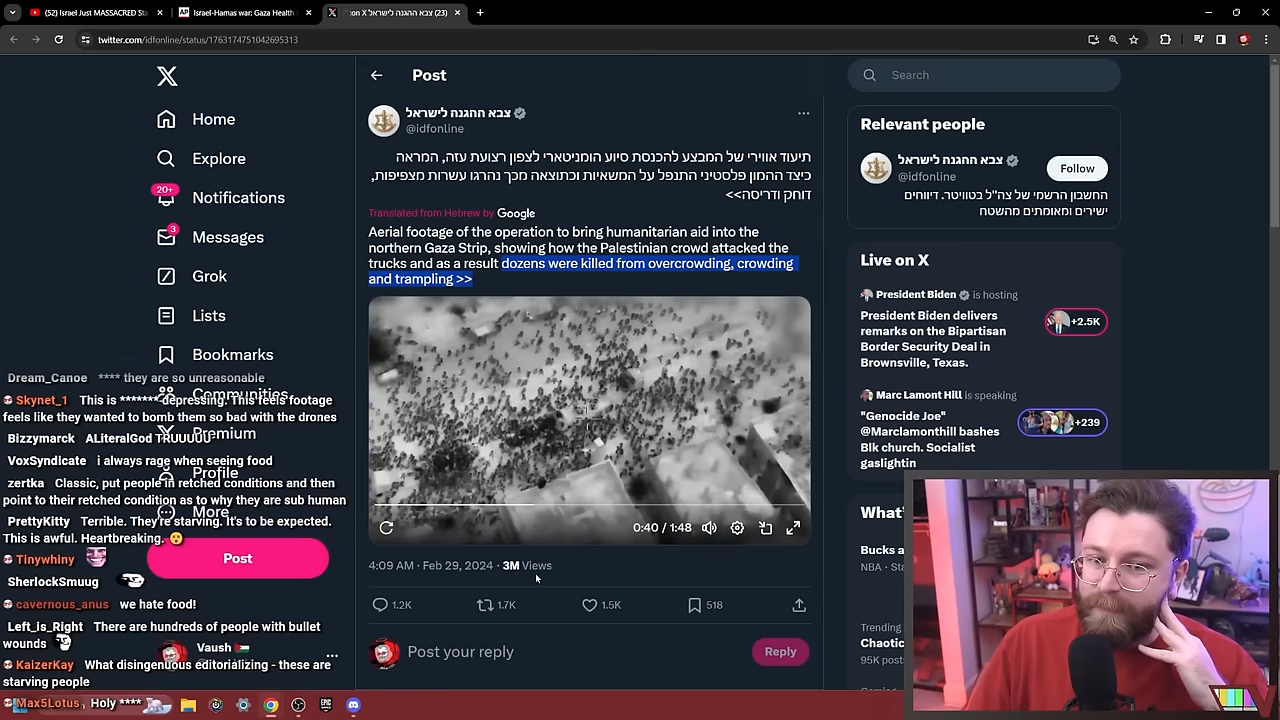 (52) Israel Just MASSACRED St
Israel-Hamas war: Gaza Health
(23) צבא ההגנה לישראל on X
twitter.com/idfonline/status/1763174751042695313
Home
Explore
20+
Notifications
3
Messages
Grok
Lists
Bookmarks
Communities
Premium
Profile
More
Post
Vaush 🇵🇸
Post
צבא ההגנה לישראל
@idfonline
תיעוד אווירי של המבצע להכנסת סיוע הומניטארי לצפון רצועת עזה, המראה
כיצד ההמון פלסטיני התנפל על המשאיות וכתוצאה מכך נהרגו עשרות מצפיפות,
דוחק ודריסה>>
Translated from Hebrew by Google
Aerial footage of the operation to bring humanitarian aid into the
northern Gaza Strip, showing how the Palestinian crowd attacked the
trucks and as a result dozens were killed from overcrowding, crowding
and trampling >>
0:40 / 1:48
4:09 AM · Feb 29, 2024 · 3M Views
1.2K
1.7K
1.5K
518
Post your reply
Reply
Search
Relevant people
צבא ההגנה לישראל
@idfonline
Follow
החשבון הרשמי של צה"ל בטוויטר. דיווחים
ישירים ומאומתים מהשטח
Live on X
President Biden is hosting
President Biden delivers
remarks on the Bipartisan
Border Security Deal in
Brownsville, Texas.
+2.5K
Marc Lamont Hill is speaking
"Genocide Joe"
@Marclamonthill bashes
Blk church. Socialist
gaslightin
+239
What'
Bucks a
NBA · Sta
Trending
Chaotic
95K post
Dream_Canoe **** they are so unreasonable
Skynet_1 This is ******* depressing. This feels footage
feels like they wanted to bomb them so bad with the drones
Bizzymarck ALiteralGod TRUUUUU
VoxSyndicate i always rage when seeing food
zertka Classic, put people in retched conditions and then
point to their retched condition as to why they are sub human
PrettyKitty Terrible. They're starving. It's to be expected.
This is awful. Heartbreaking. 😮
Tinywhiny
SherlockSmuug
cavernous_anus we hate food!
Left_is_Right There are hundreds of people with bullet
wounds
KaizerKay What disingenuous editorializing - these are
starving people
Max5Lotus Holy ****